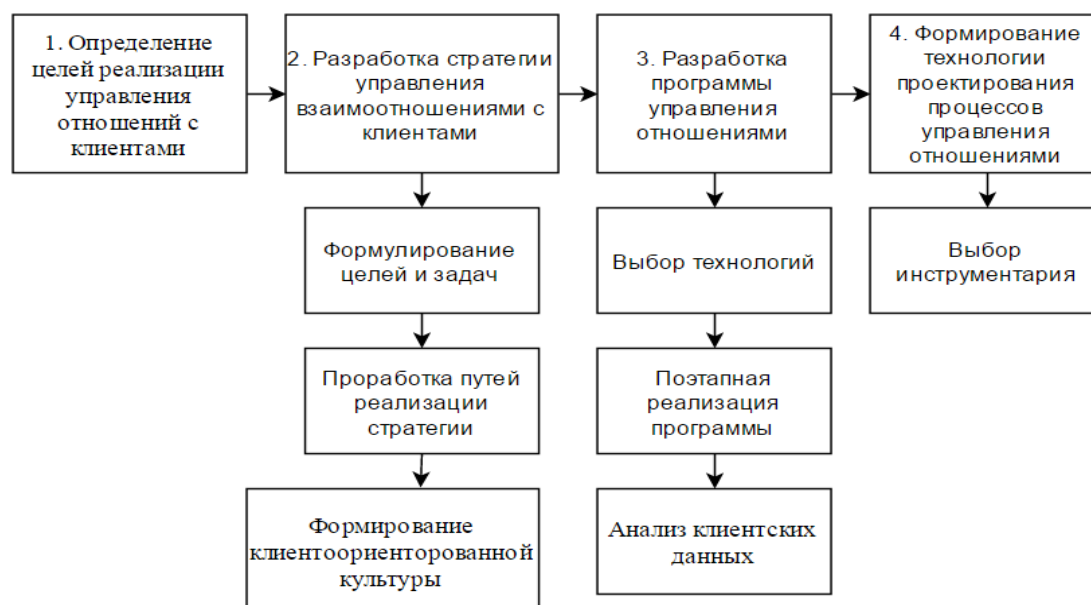 1. Определение
целей реализации
управления
отношений с
клиентами
2. Разработка стратегии
управления
взаимоотношениями с
клиентами
3. Разработка
программы
управления
отношениями
4. Формирование
технологии
проектирования
процессов
управления
отношениями
Формулирование
целей и задач
Выбор технологий
Выбор
инструментария
Проработка путей
реализации
стратегии
Поэтапная
реализация
программы
Формирование
клиентоориенторованной
культуры
Анализ клиентских
данных